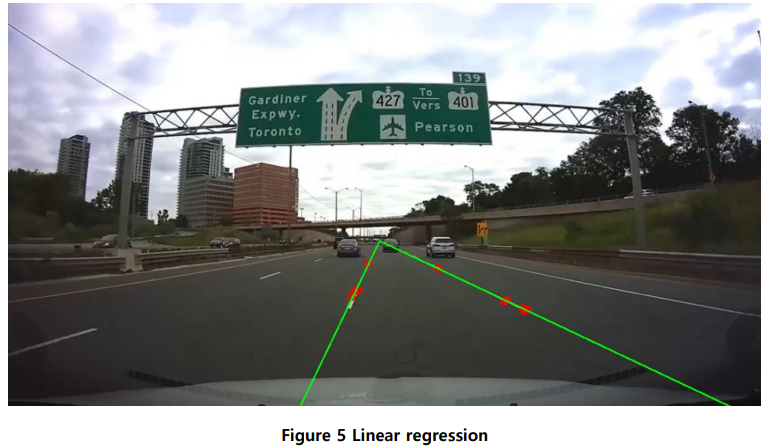 139
Gardiner
Expwy.
Toronto
427
To
Vers
401
Pearson
Figure 5 Linear regression